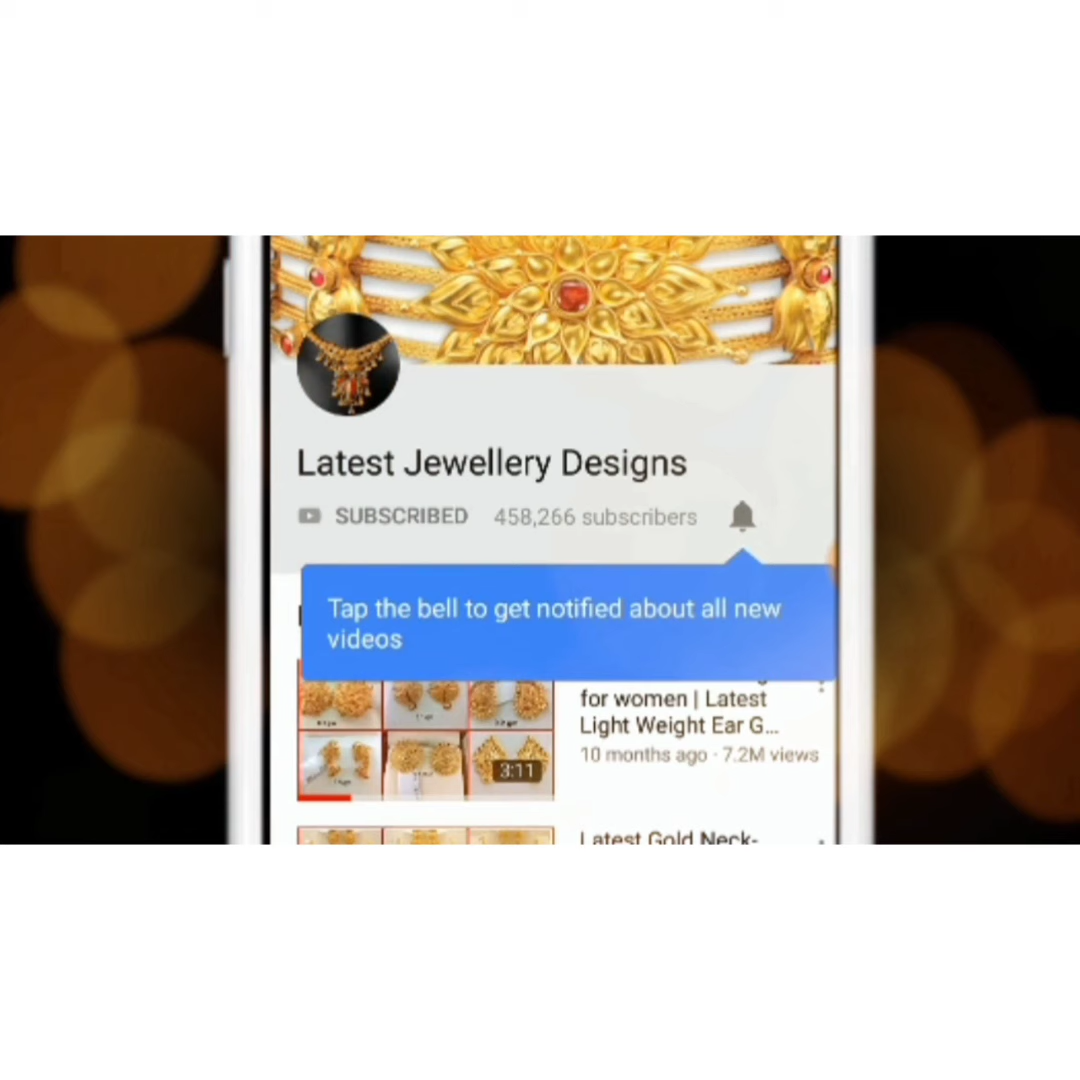 Latest Jewellery Designs
SUBSCRIBED 458,266 subscribers
Tap the bell to get notified about all new
videos
for women | Latest
Light Weight Ear G...
10 months ago · 7.2M views
3:11
Latest Gold Neck-